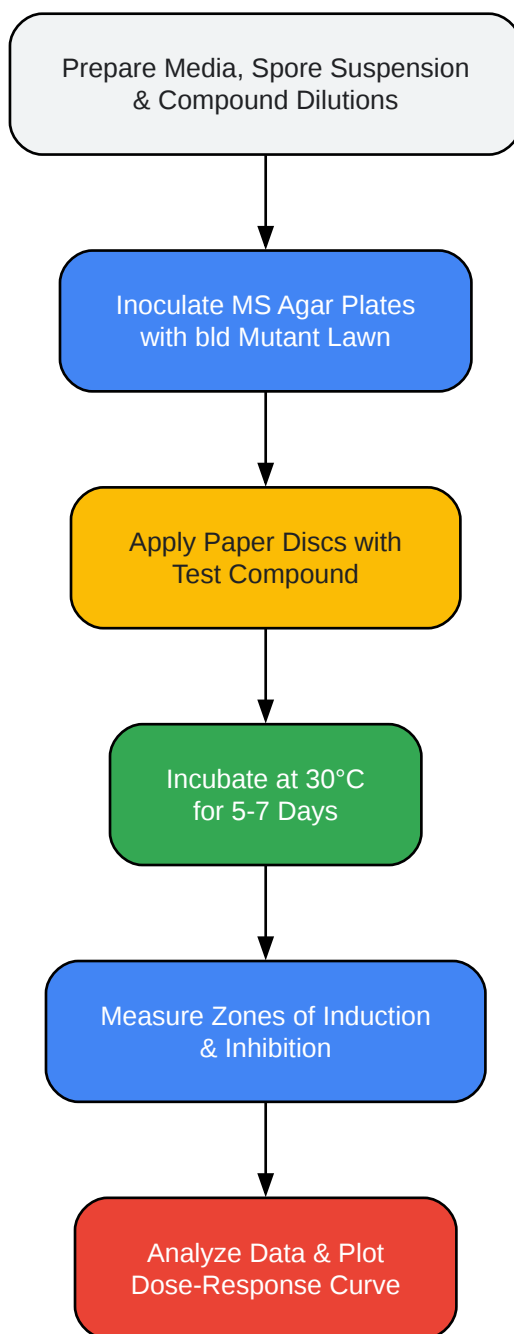 Prepare Media, Spore Suspension
& Compound Dilutions
Inoculate MS Agar Plates
with bld Mutant Lawn
Apply Paper Discs with
Test Compound
Incubate at 30°C
for 5-7 Days
Measure Zones of Induction
& Inhibition
Analyze Data & Plot
Dose-Response Curve